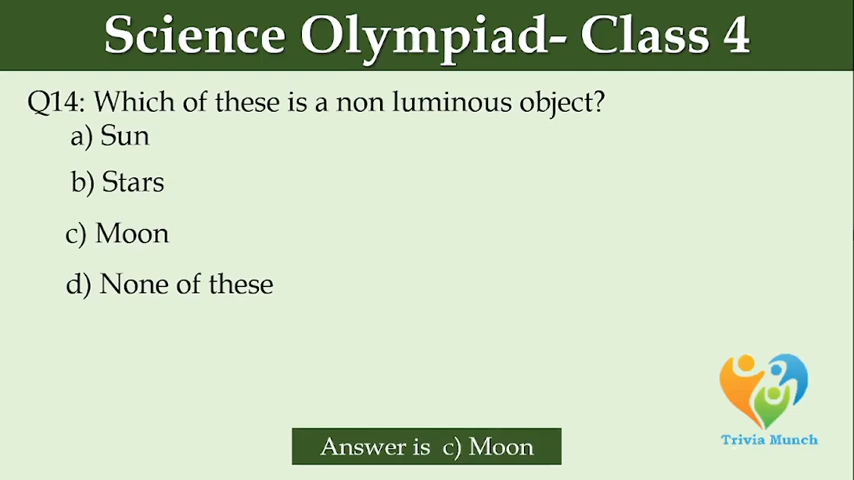 Science Olympiad- Class 4
Q14: Which of these is a non luminous object?
a) Sun
b) Stars
c) Moon
d) None of these
Trivia Munch
Answer is c) Moon